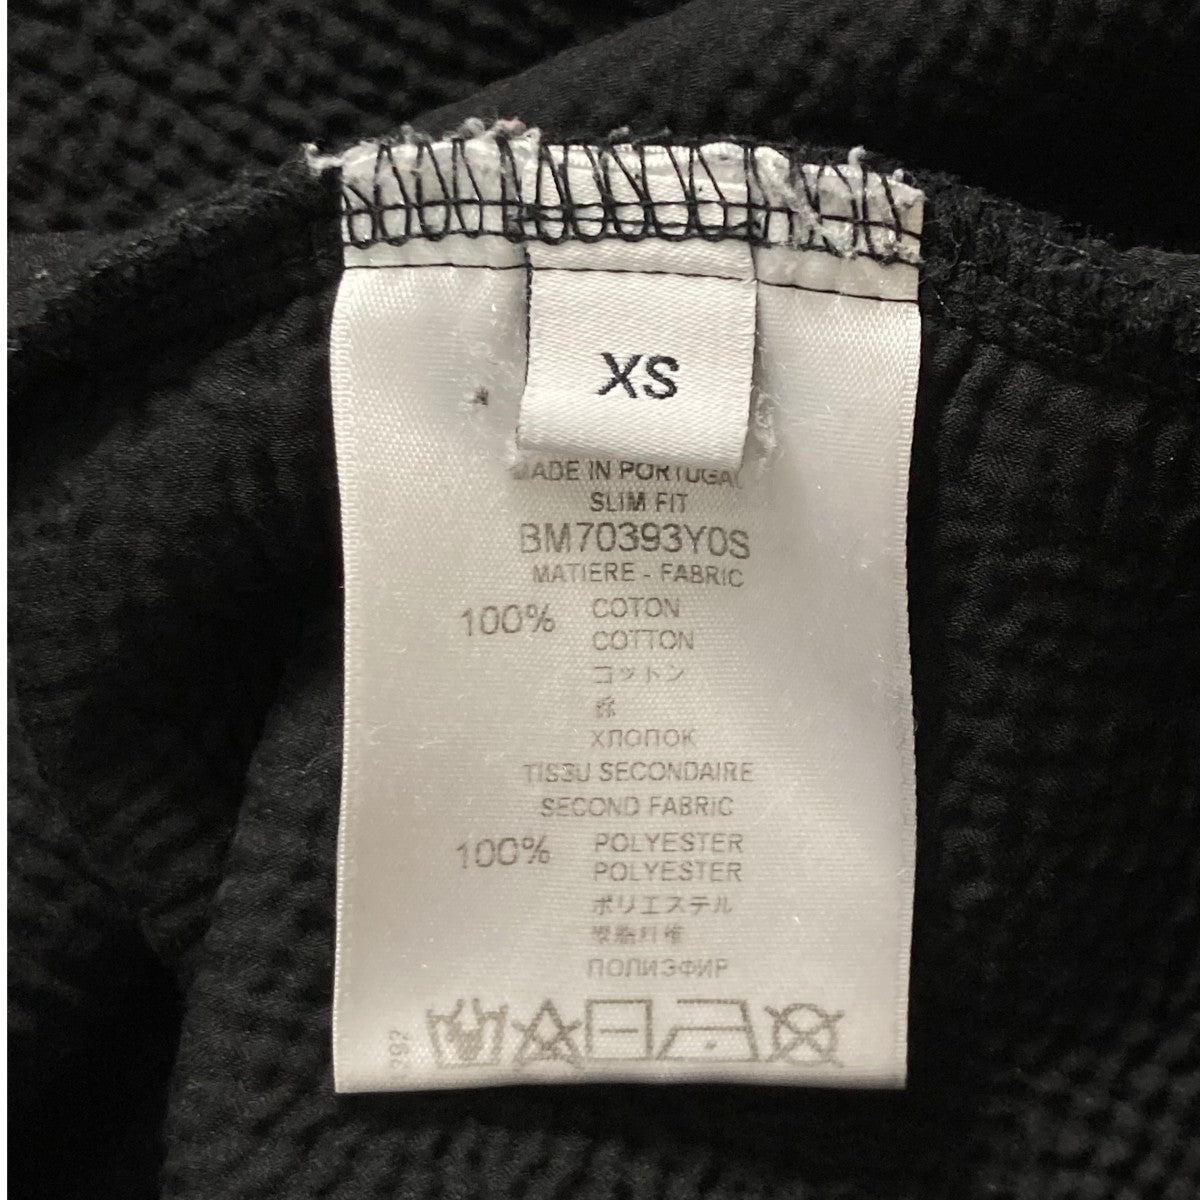 XS
MADE IN PORTUGAL
SLIM FIT
BM70393Y0S
MATIERE - FABRIC
100% COTON
COTTON
コットン
ХЛОПОК
TISSU SECONDAIRE
SECOND FABRIC
100% POLYESTER
POLYESTER
ポリエステル
ПОЛИЭФИР